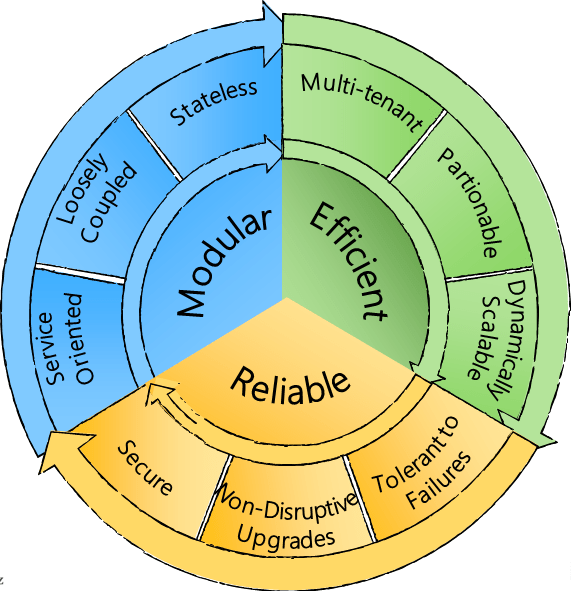 Stateless
Loosely
Coupled
Service
Oriented
Modular
Multi-tenant
Partionable
Dynamically
Scalable
Efficient
Reliable
Tolerant to
Failures
Non-Disruptive
Upgrades
Secure
z